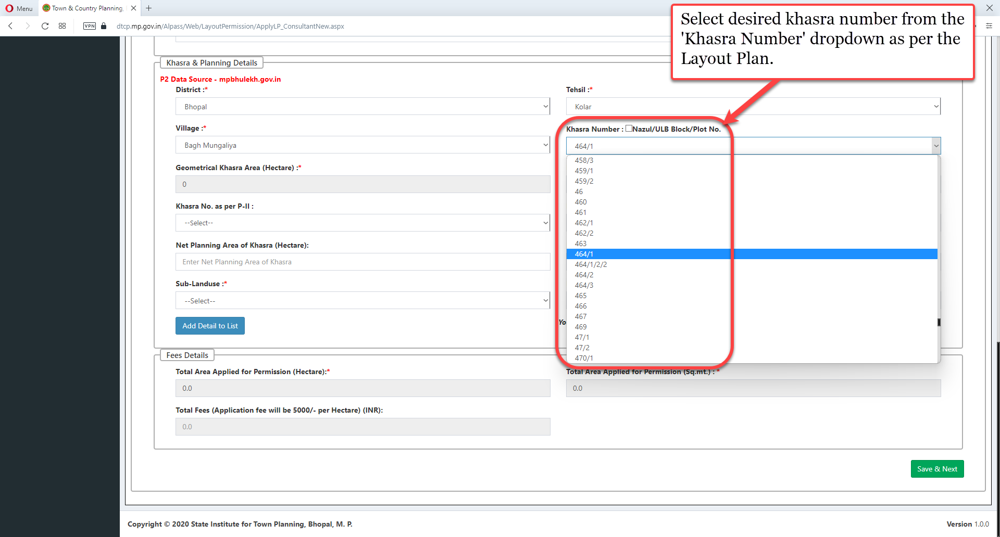 Menu
Town & Country Planning,
VPN
dtcp.mp.gov.in/Alpass/Web/LayoutPermission/ApplyLP_ConsultantNew.aspx
Select desired khasra number from the
'Khasra Number' dropdown as per the
Layout Plan.
Khasra & Planning Details
P2 Data Source - mpbhulekh.gov.in
District :*
Tehsil :*
Bhopal
Kolar
Village :*
Khasra Number : Nazul/ULB Block/Plot No.
Bagh Mungaliya
464/1
458/3
459/1
459/2
46
460
461
462/1
462/2
463
464/1
464/1/2/2
464/2
464/3
465
466
467
469
47/1
47/2
470/1
Geometrical Khasra Area (Hectare) :*
0
Khasra No. as per P-II :
--Select--
Net Planning Area of Khasra (Hectare):
Enter Net Planning Area of Khasra
Sub-Landuse :*
--Select--
Add Detail to List
Yo
Fees Details
Total Area Applied for Permission (Hectare):*
Total Area Applied for Permission (Sq.mt.) : *
0.0
0.0
Total Fees (Application fee will be 5000/- per Hectare) (INR):
0.0
Save & Next
Copyright © 2020 State Institute for Town Planning, Bhopal, M. P.
Version 1.0.0